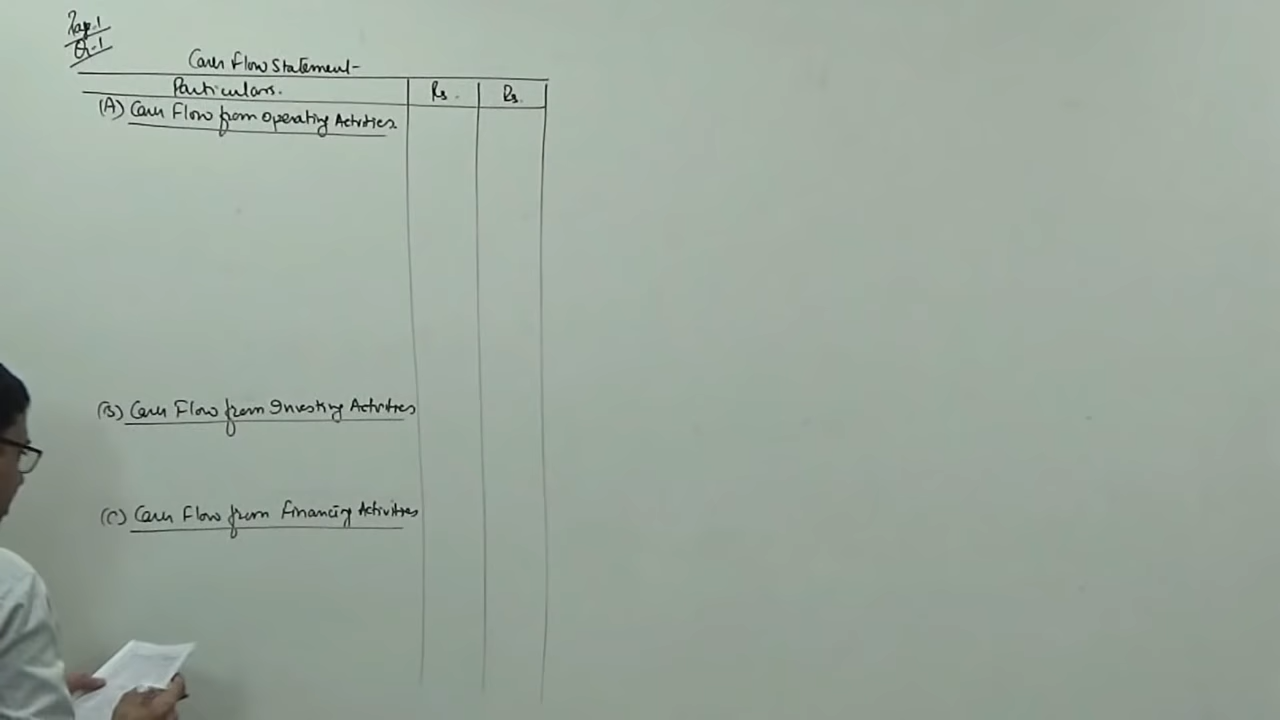 Page.1
Q.1
Cash Flow Statement-
Particulars. Rs. Rs.
(A) Cash Flow from Operating Activities.
(B) Cash Flow from Investing Activities
(C) Cash Flow from Financing Activities